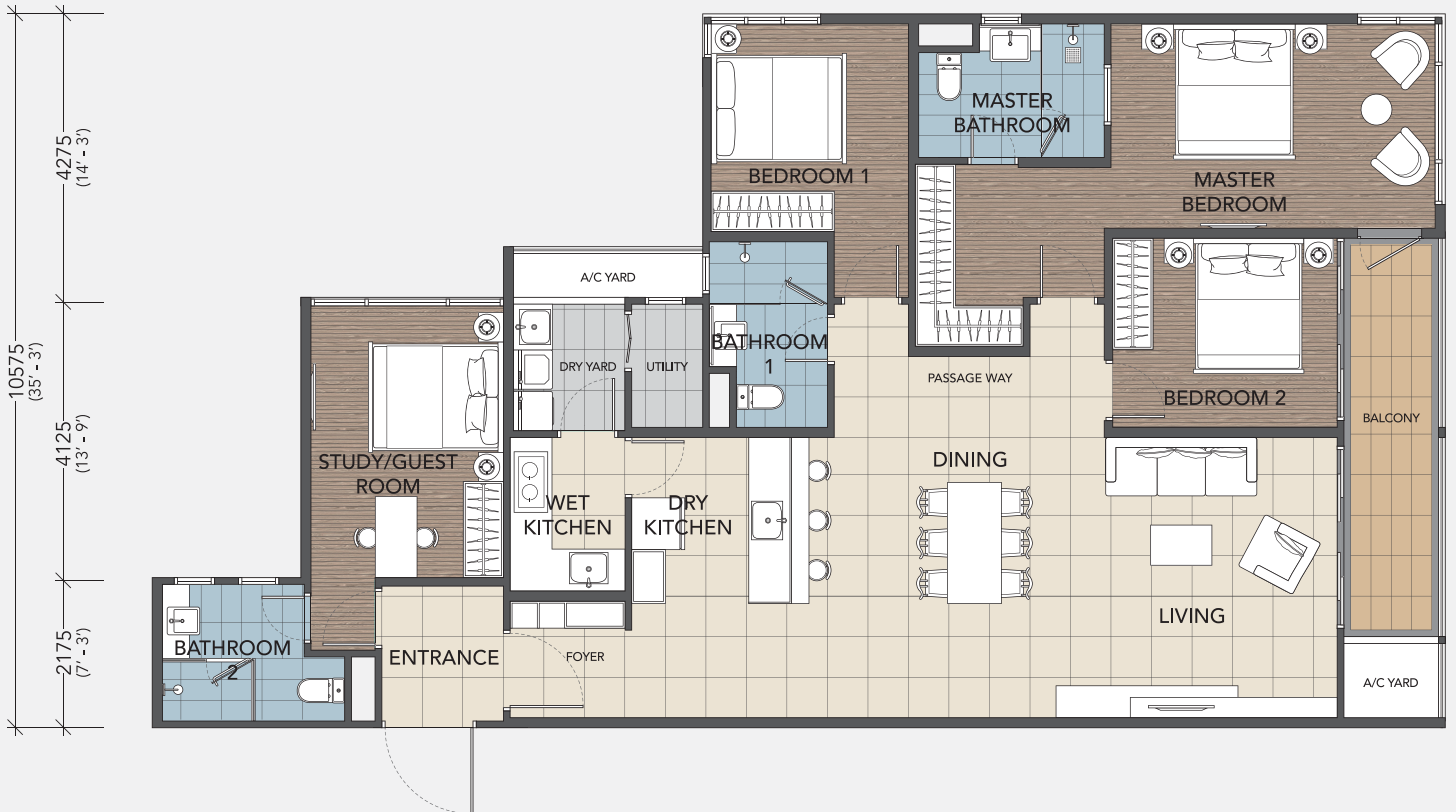 4275
(14' - 3")
10575
(35' - 3")
4125
(13' - 9")
2175
(7' - 3")
BEDROOM 1
MASTER
BATHROOM
MASTER
BEDROOM
A/C YARD
DRY YARD
UTILITY
BATHROOM
1
PASSAGE WAY
BEDROOM 2
BALCONY
STUDY/GUEST
ROOM
WET
KITCHEN
DRY
KITCHEN
DINING
LIVING
BATHROOM
2
ENTRANCE
FOYER
A/C YARD